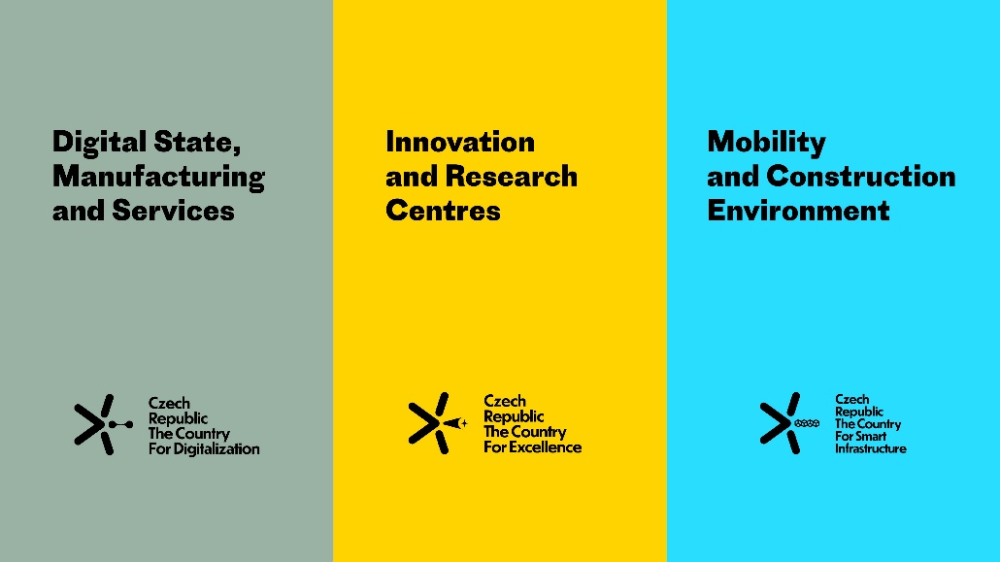 Digital State,
Manufacturing
and Services
Czech
Republic
The Country
For Digitalization
Innovation
and Research
Centres
Czech
Republic
The Country
For Excellence
Mobility
and Construction
Environment
Czech
Republic
The Country
For Smart
Infrastructure